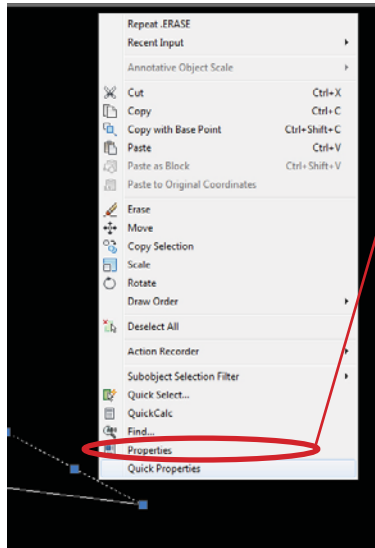 Repeat .ERASE
Recent Input
Annotative Object Scale
Cut Ctrl+X
Copy Ctrl+C
Copy with Base Point Ctrl+Shift+C
Paste Ctrl+V
Paste as Block Ctrl+Shift+V
Paste to Original Coordinates
Erase
Move
Copy Selection
Scale
Rotate
Draw Order
Deselect All
Action Recorder
Subobject Selection Filter
Quick Select...
QuickCalc
Find...
Properties
Quick Properties